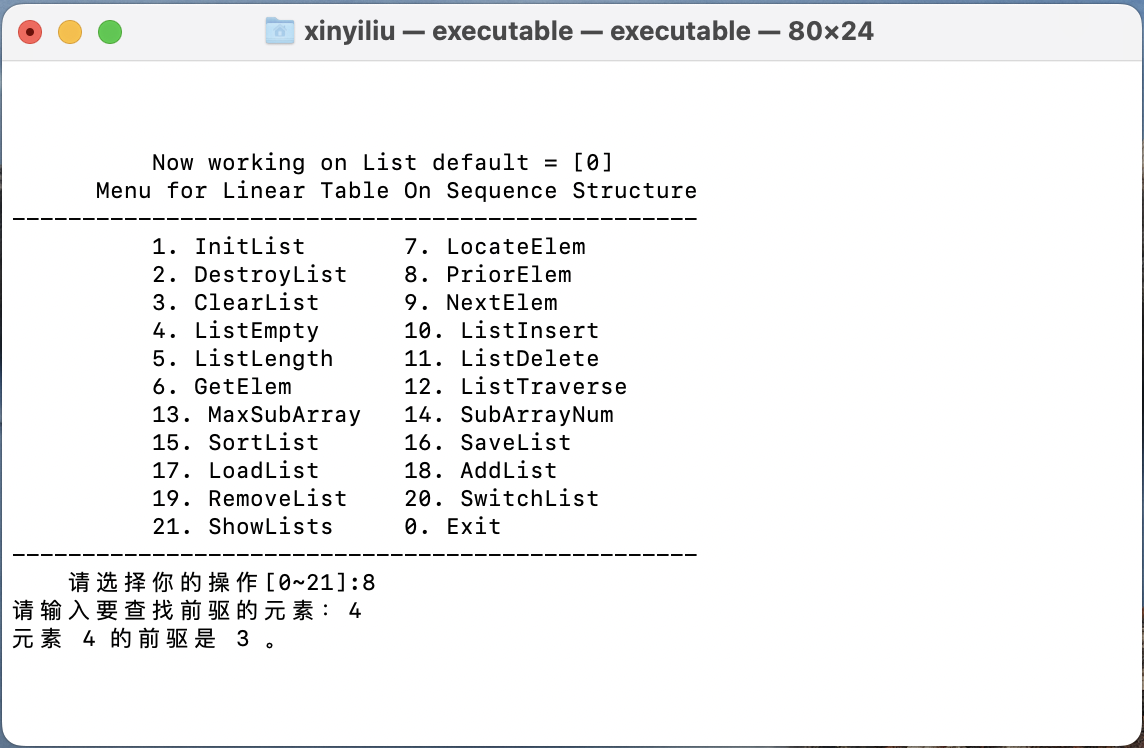 xinyiliu — executable — executable — 80×24
Now working on List default = [0]
Menu for Linear Table On Sequence Structure
-------------------------------------------------
1. InitList 7. LocateElem
2. DestroyList 8. PriorElem
3. ClearList 9. NextElem
4. ListEmpty 10. ListInsert
5. ListLength 11. ListDelete
6. GetElem 12. ListTraverse
13. MaxSubArray 14. SubArrayNum
15. SortList 16. SaveList
17. LoadList 18. AddList
19. RemoveList 20. SwitchList
21. ShowLists 0. Exit
-------------------------------------------------
请选择你的操作[0~21]:8
请输入要查找前驱的元素：4
元素 4 的前驱是 3 。